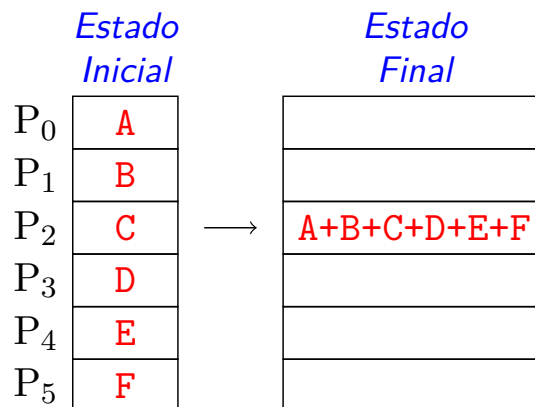 Estado Estado
Inicial Final
P₀ A
P₁ B
P₂ C → A+B+C+D+E+F
P₃ D
P₄ E
P₅ F